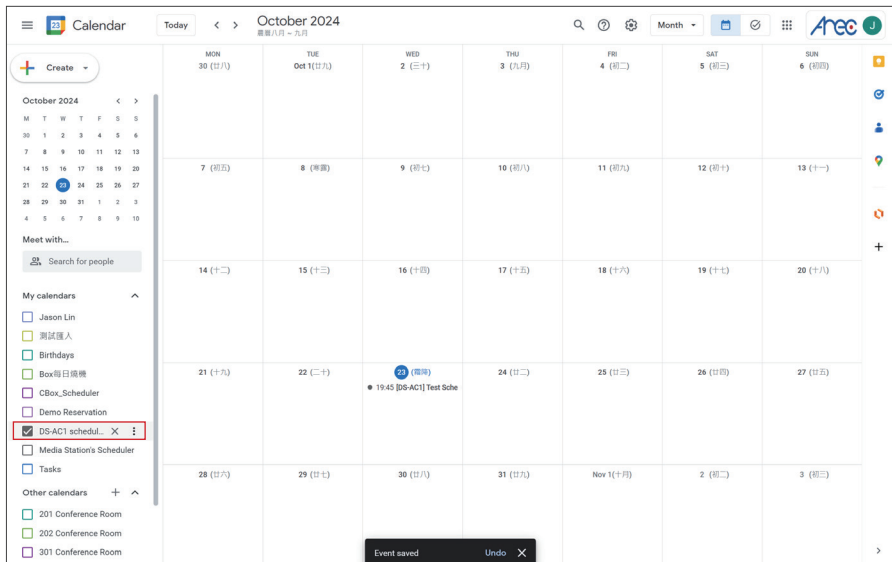 Calendar
Today
October 2024
農曆八月 ~ 九月
Month
Arec
J
Create
MON TUE WED THU FRI SAT SUN
30 (廿八) Oct 1(廿九) 2 (三十) 3 (九月) 4 (初二) 5 (初三) 6 (初四)
October 2024
M T W T F S S
30 1 2 3 4 5 6
7 8 9 10 11 12 13
14 15 16 17 18 19 20
21 22 23 24 25 26 27
28 29 30 31 1 2 3
4 5 6 7 8 9 10
7 (初五) 8 (寒露) 9 (初七) 10 (初八) 11 (初九) 12 (初十) 13 (十一)
Meet with...
Search for people
14 (十二) 15 (十三) 16 (十四) 17 (十五) 18 (十六) 19 (十七) 20 (十八)
My calendars
Jason Lin
測試匯人
Birthdays
Box每日燒機
CBox_Scheduler
Demo Reservation
DS-AC1 schedul...
Media Station's Scheduler
Tasks
21 (十九) 22 (二十) 23 (霜降) 24 (廿二) 25 (廿三) 26 (廿四) 27 (廿五)
19:45 [DS-AC1] Test Sche
28 (廿六) 29 (廿七) 30 (廿八) 31 (廿九) Nov 1(十月) 2 (初二) 3 (初三)
Other calendars
201 Conference Room
202 Conference Room
301 Conference Room
Event saved Undo